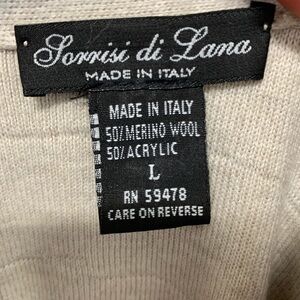 Sorrisi di Lana
MADE IN ITALY
MADE IN ITALY
50% MERINO WOOL
50% ACRYLIC
L
RN 59478
CARE ON REVERSE